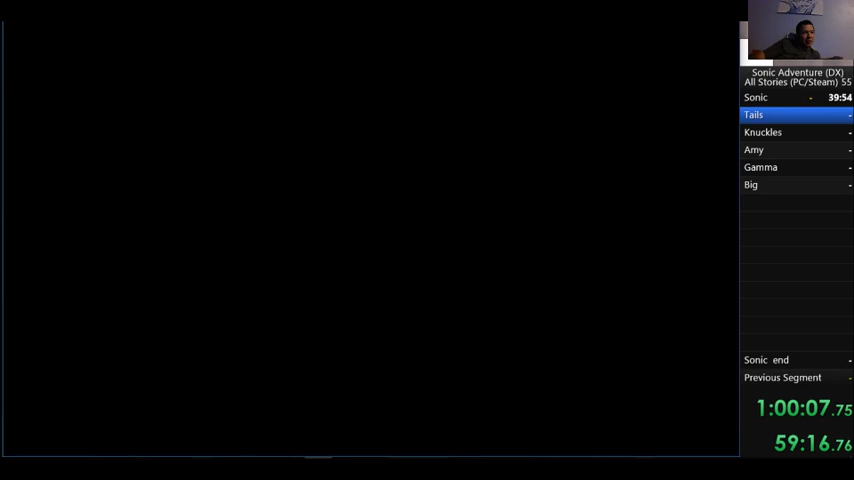 Sonic Adventure (DX)
All Stories (PC/Steam) 55
Sonic - 39:54
Tails -
Knuckles -
Amy -
Gamma -
Big -
Sonic end -
Previous Segment -
1:00:07.75
59:16.76